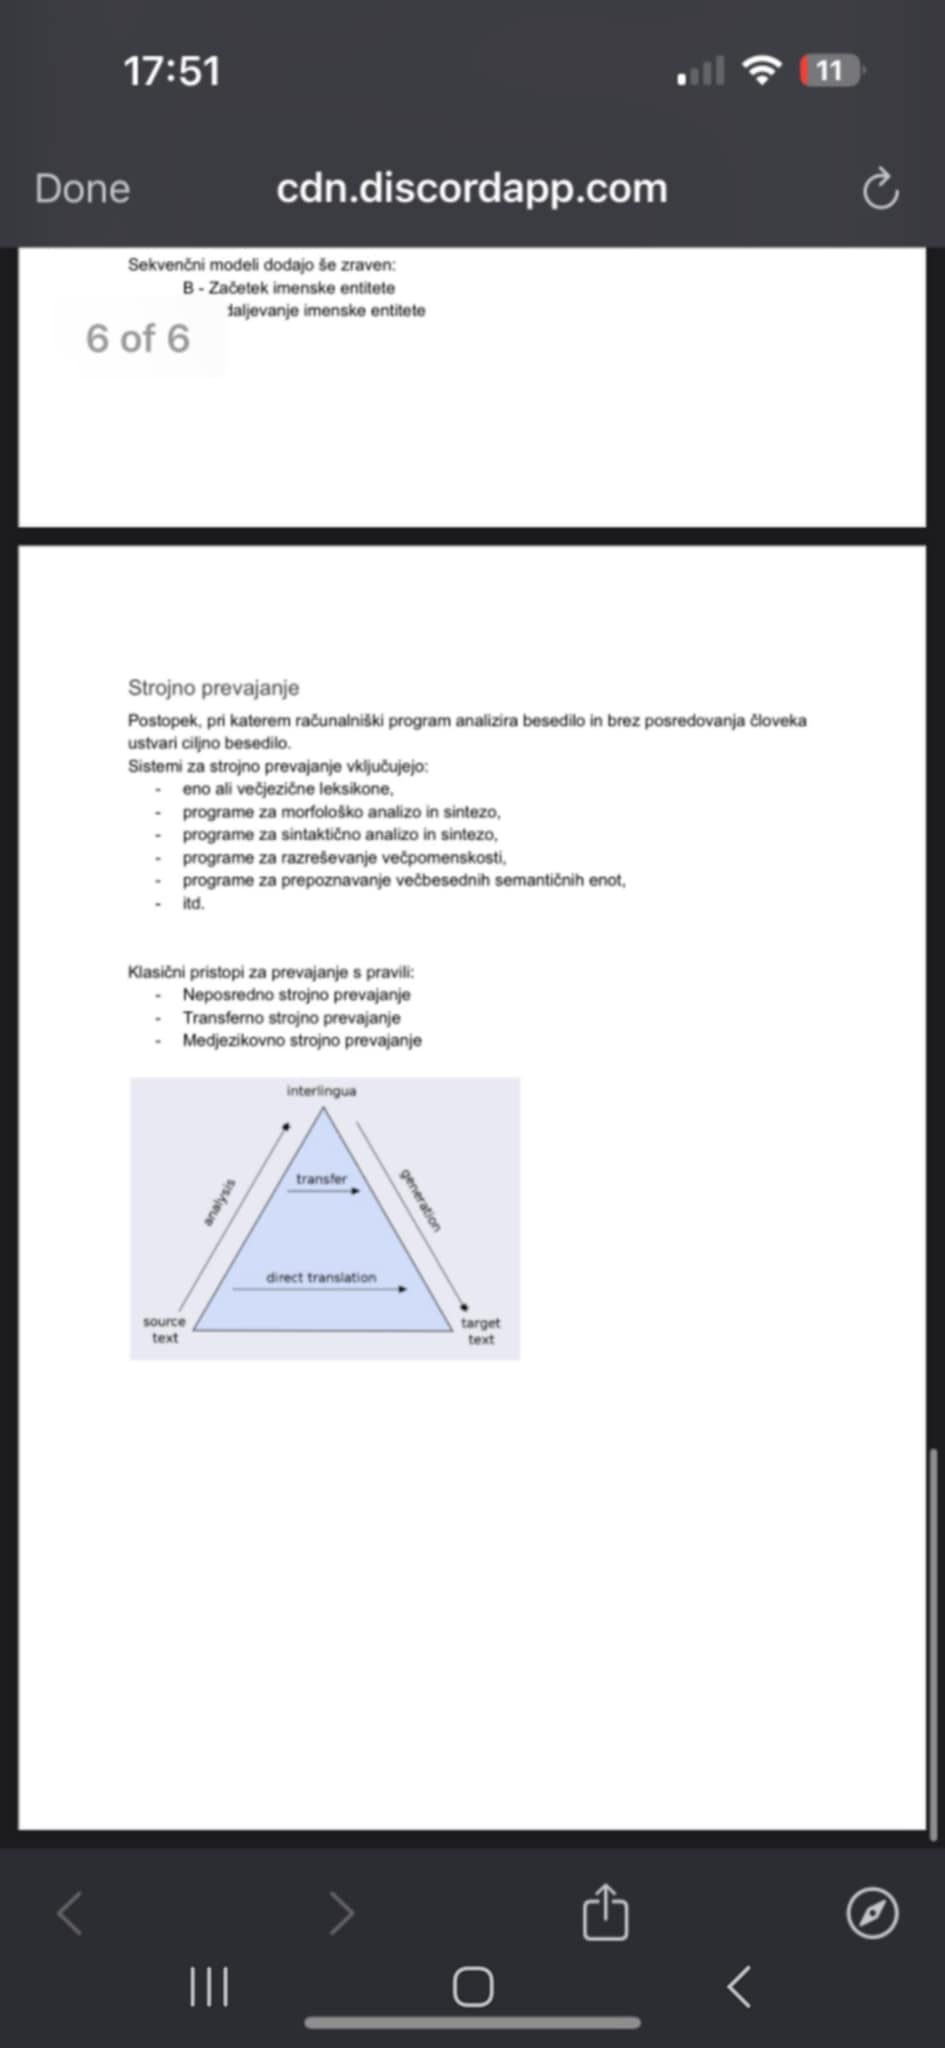 17:51
11
Done
cdn.discordapp.com
Sekvenčni modeli dodajo še zraven:
B - Začetek imenske entitete
daljevanje imenske entitete
6 of 6
Strojno prevajanje
Postopek, pri katerem računalniški program analizira besedilo in brez posredovanja človeka
ustvari ciljno besedilo.
Sistemi za strojno prevajanje vključujejo:
- eno ali večjezične leksikone,
- programe za morfološko analizo in sintezo,
- programe za sintaktično analizo in sintezo,
- programe za razreševanje večpomenskosti,
- programe za prepoznavanje večbesednih semantičnih enot,
- itd.
Klasični pristopi za prevajanje s pravili:
- Neposredno strojno prevajanje
- Transferno strojno prevajanje
- Medjezikovno strojno prevajanje
interlingua
analysis
transfer
generation
direct translation
source
text
target
text